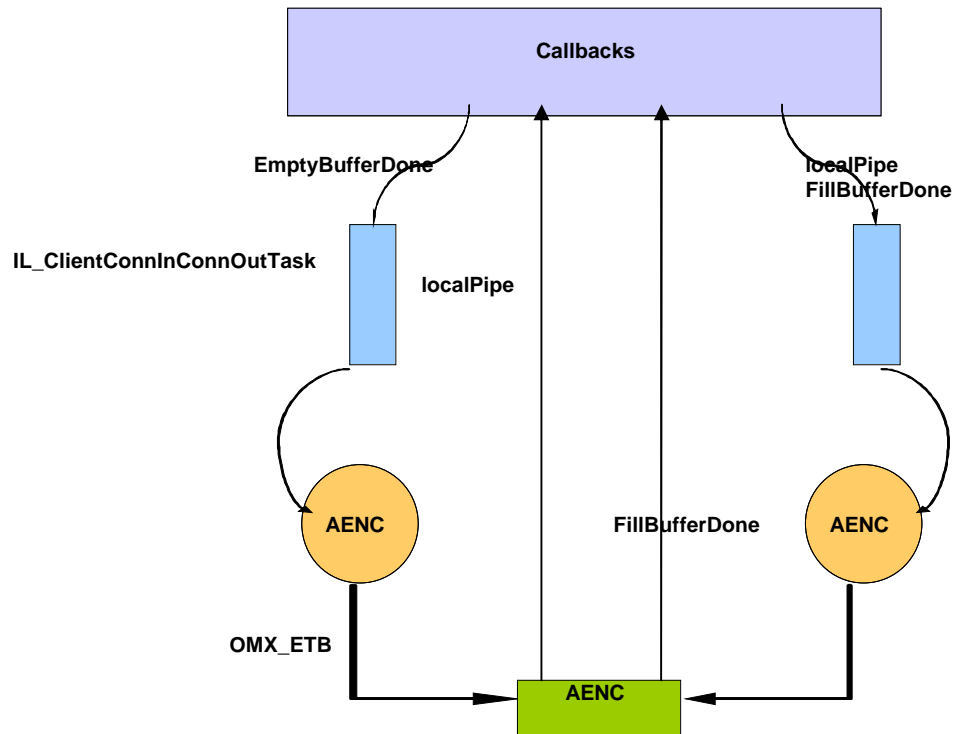 Callbacks
EmptyBufferDone
localPipe
FillBufferDone
IL_ClientConnInConnOutTask
localPipe
AENC
FillBufferDone
AENC
OMX_ETB
AENC